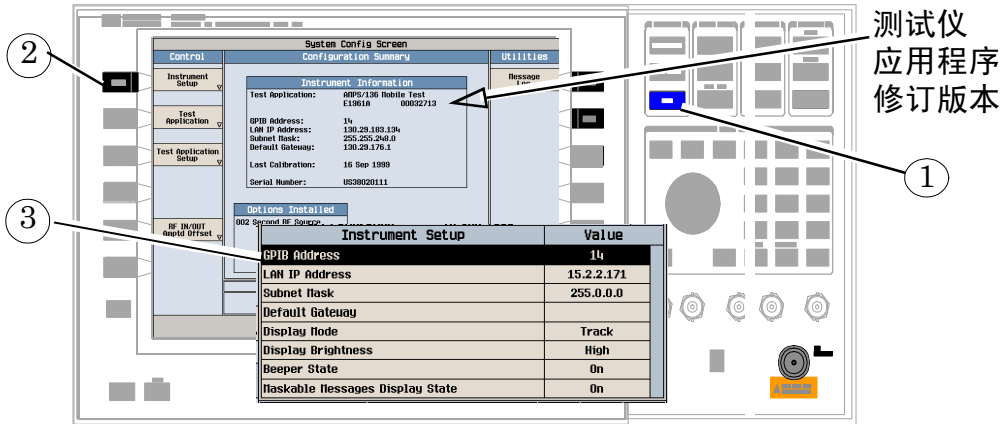 ②
System Config Screen
Control
Configuration Summary
Utilities
Instrument
Setup
Test
Application
Test Application
Setup
RF IN/OUT
Amptd Offset
Instrument Information
Test Application: AMPS/136 Mobile Test
E1961A 00032713
GPIB Address: 14
LAN IP Address: 130.29.183.134
Subnet Mask: 255.255.248.0
Default Gateway: 130.29.176.1
Last Calibration: 16 Sep 1999
Serial Number: US38020111
Options Installed
002 Second RF Source
Message
测试仪
应用程序
修订版本
①
③
Instrument Setup Value
GPIB Address 14
LAN IP Address 15.2.2.171
Subnet Mask 255.0.0.0
Default Gateway
Display Mode Track
Display Brightness High
Beeper State On
Maskable Messages Display State On